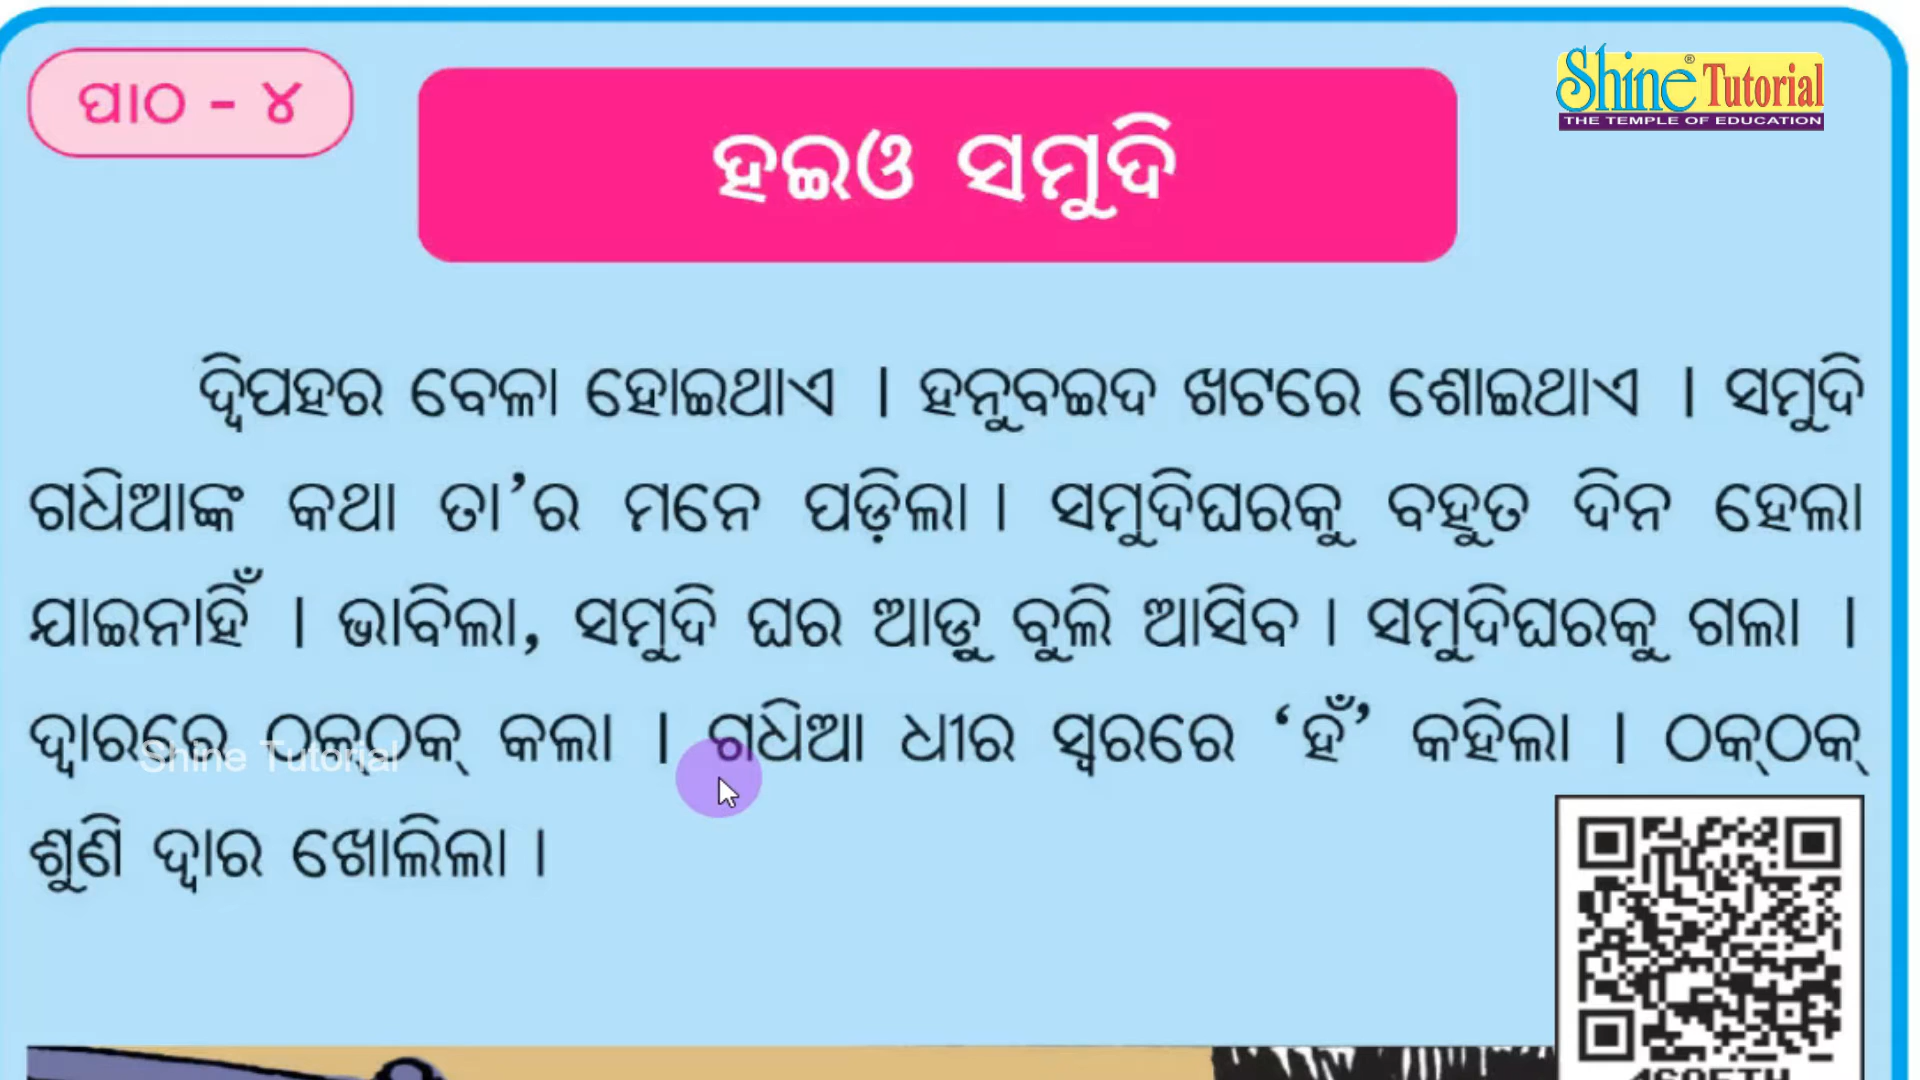 ପାଠ - ୪
Shine® Tutorial
THE TEMPLE OF EDUCATION
ହଇଓ ସମୁଦି
ଦ୍ୱିପହର ବେଳା ହୋଇଥାଏ । ହନୁବଇଦ ଖଟରେ ଶୋଇଥାଏ । ସମୁଦି
ଗଧିଆଙ୍କ କଥା ତା’ର ମନେ ପଡ଼ିଲା । ସମୁଦିଘରକୁ ବହୁତ ଦିନ ହେଲା
ଯାଇନାହିଁ । ଭାବିଲା, ସମୁଦି ଘର ଆଡୁ ବୁଲି ଆସିବ । ସମୁଦିଘରକୁ ଗଲା ।
ଦ୍ୱାରରେ ଠକ୍‌ଠକ୍ କଲା । ଗଧିଆ ଧୀର ସ୍ୱରରେ ‘ହଁ’ କହିଲା । ଠକ୍‌ଠକ୍
Shine Tutorial
ଶୁଣି ଦ୍ୱାର ଖୋଲିଲା ।